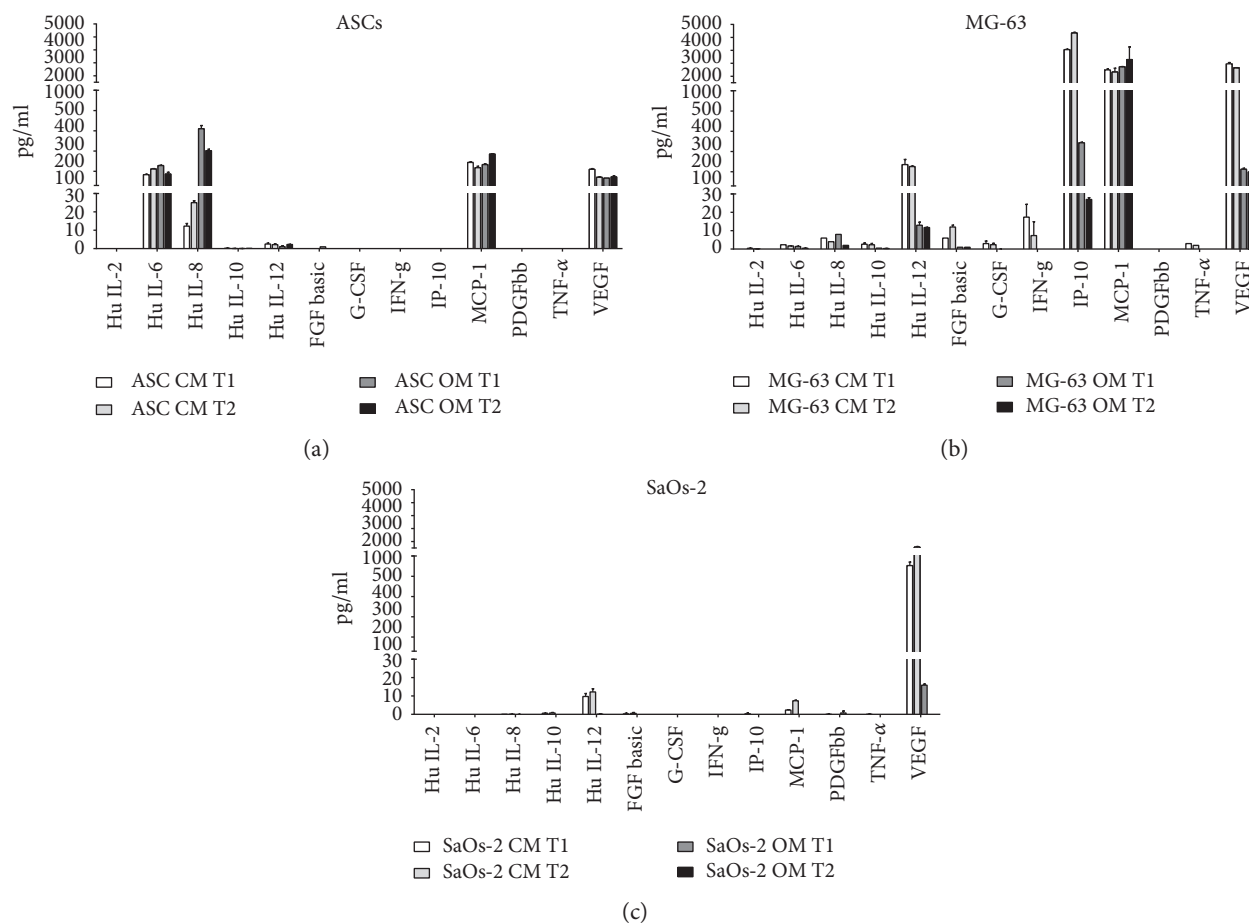 ASCs
5000
4000
3000
2000
1000
500
400
300
200
100
30
20
10
0
pg/ml
Hu IL-2
Hu IL-6
Hu IL-8
Hu IL-10
Hu IL-12
FGF basic
G-CSF
IFN-g
IP-10
MCP-1
PDGFbb
TNF-α
VEGF
ASC CM T1
ASC CM T2
ASC OM T1
ASC OM T2
(a)
MG-63
5000
4000
3000
2000
1000
500
400
300
200
100
30
20
10
0
pg/ml
Hu IL-2
Hu IL-6
Hu IL-8
Hu IL-10
Hu IL-12
FGF basic
G-CSF
IFN-g
IP-10
MCP-1
PDGFbb
TNF-α
VEGF
MG-63 CM T1
MG-63 CM T2
MG-63 OM T1
MG-63 OM T2
(b)
SaOs-2
5000
4000
3000
2000
1000
500
400
300
200
100
30
20
10
0
pg/ml
Hu IL-2
Hu IL-6
Hu IL-8
Hu IL-10
Hu IL-12
FGF basic
G-CSF
IFN-g
IP-10
MCP-1
PDGFbb
TNF-α
VEGF
SaOs-2 CM T1
SaOs-2 CM T2
SaOs-2 OM T1
SaOs-2 OM T2
(c)